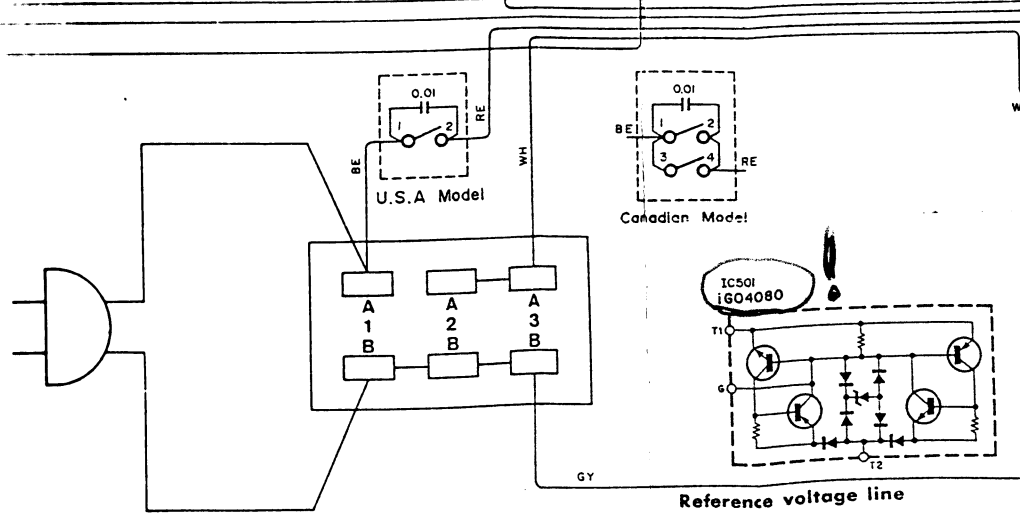 0.01
1 2
BE
RE
U.S.A Model
WH
0.01
1 2
BE
3 4
RE
Canadian Model
A A A
1 2 3
B B B
IC501
iG04080
T1
G
T2
GY
Reference voltage line
W